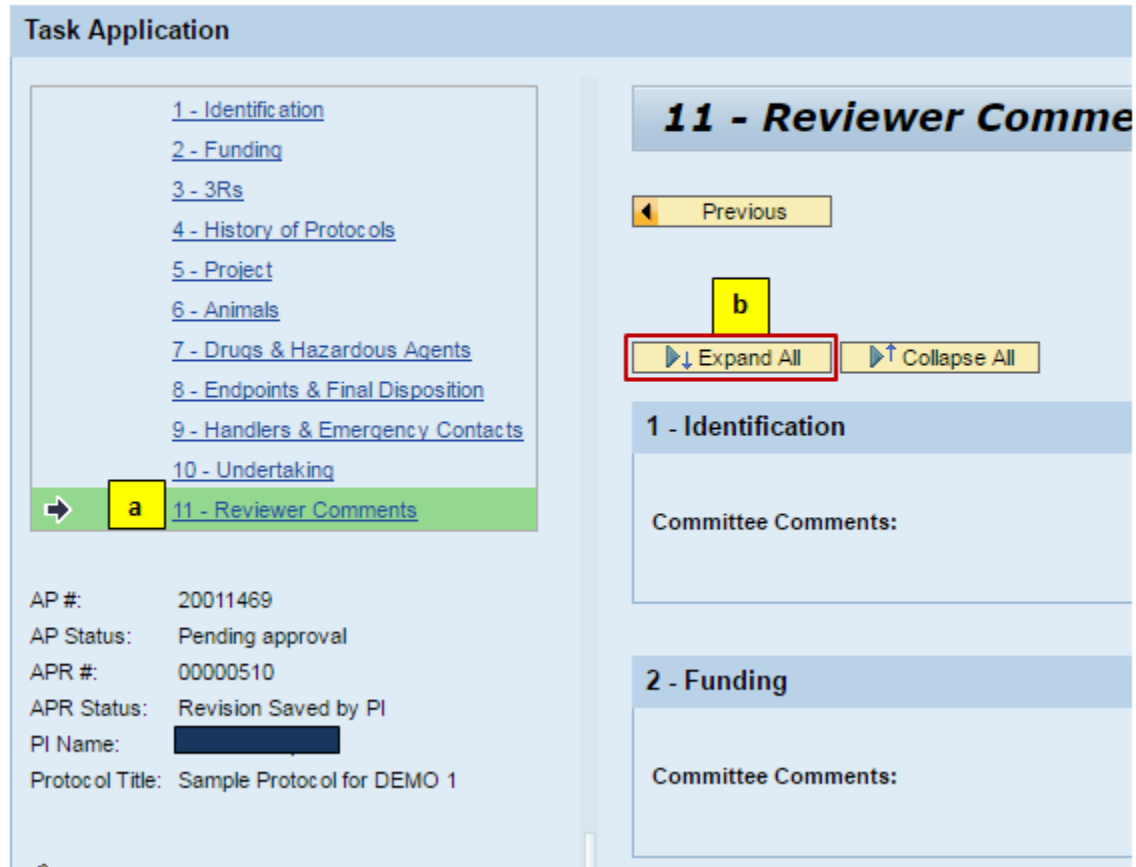 Task Application
1 - Identification
2 - Funding
3 - 3Rs
4 - History of Protocols
5 - Project
6 - Animals
7 - Drugs & Hazardous Agents
8 - Endpoints & Final Disposition
9 - Handlers & Emergency Contacts
10 - Undertaking
a
11 - Reviewer Comments
AP #: 20011469
AP Status: Pending approval
APR #: 00000510
APR Status: Revision Saved by PI
PI Name:
Protocol Title: Sample Protocol for DEMO 1
11 - Reviewer Comme
Previous
b
Expand All
Collapse All
1 - Identification
Committee Comments:
2 - Funding
Committee Comments: